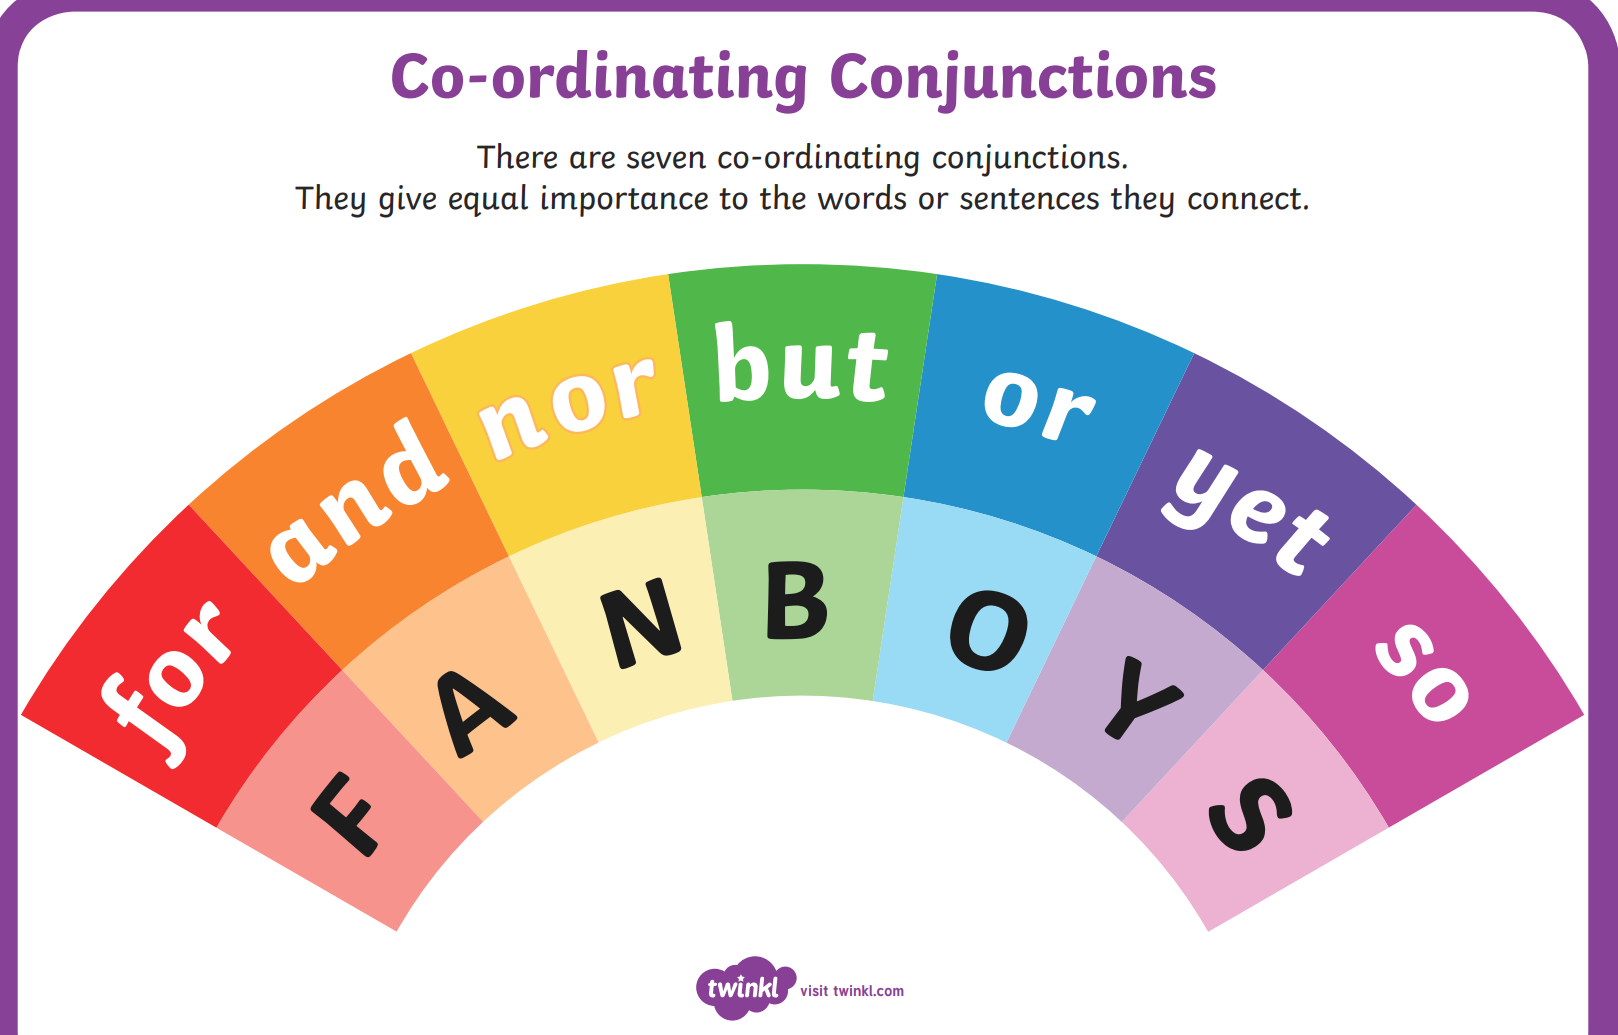 Co-ordinating Conjunctions
There are seven co-ordinating conjunctions.
They give equal importance to the words or sentences they connect.
for and nor but or yet so
F A N B O Y S
twinkl visit twinkl.com